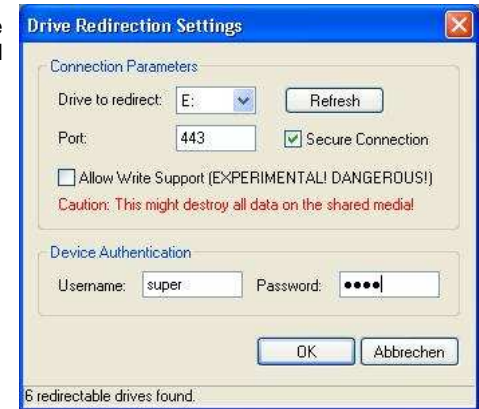 Drive Redirection Settings
Connection Parameters
Drive to redirect: E: Refresh
Port: 443 Secure Connection
Allow Write Support (EXPERIMENTAL! DANGEROUS!)
Caution: This might destroy all data on the shared media!
Device Authentication
Username: super Password: ••••
OK Abbrechen
6 redirectable drives found.